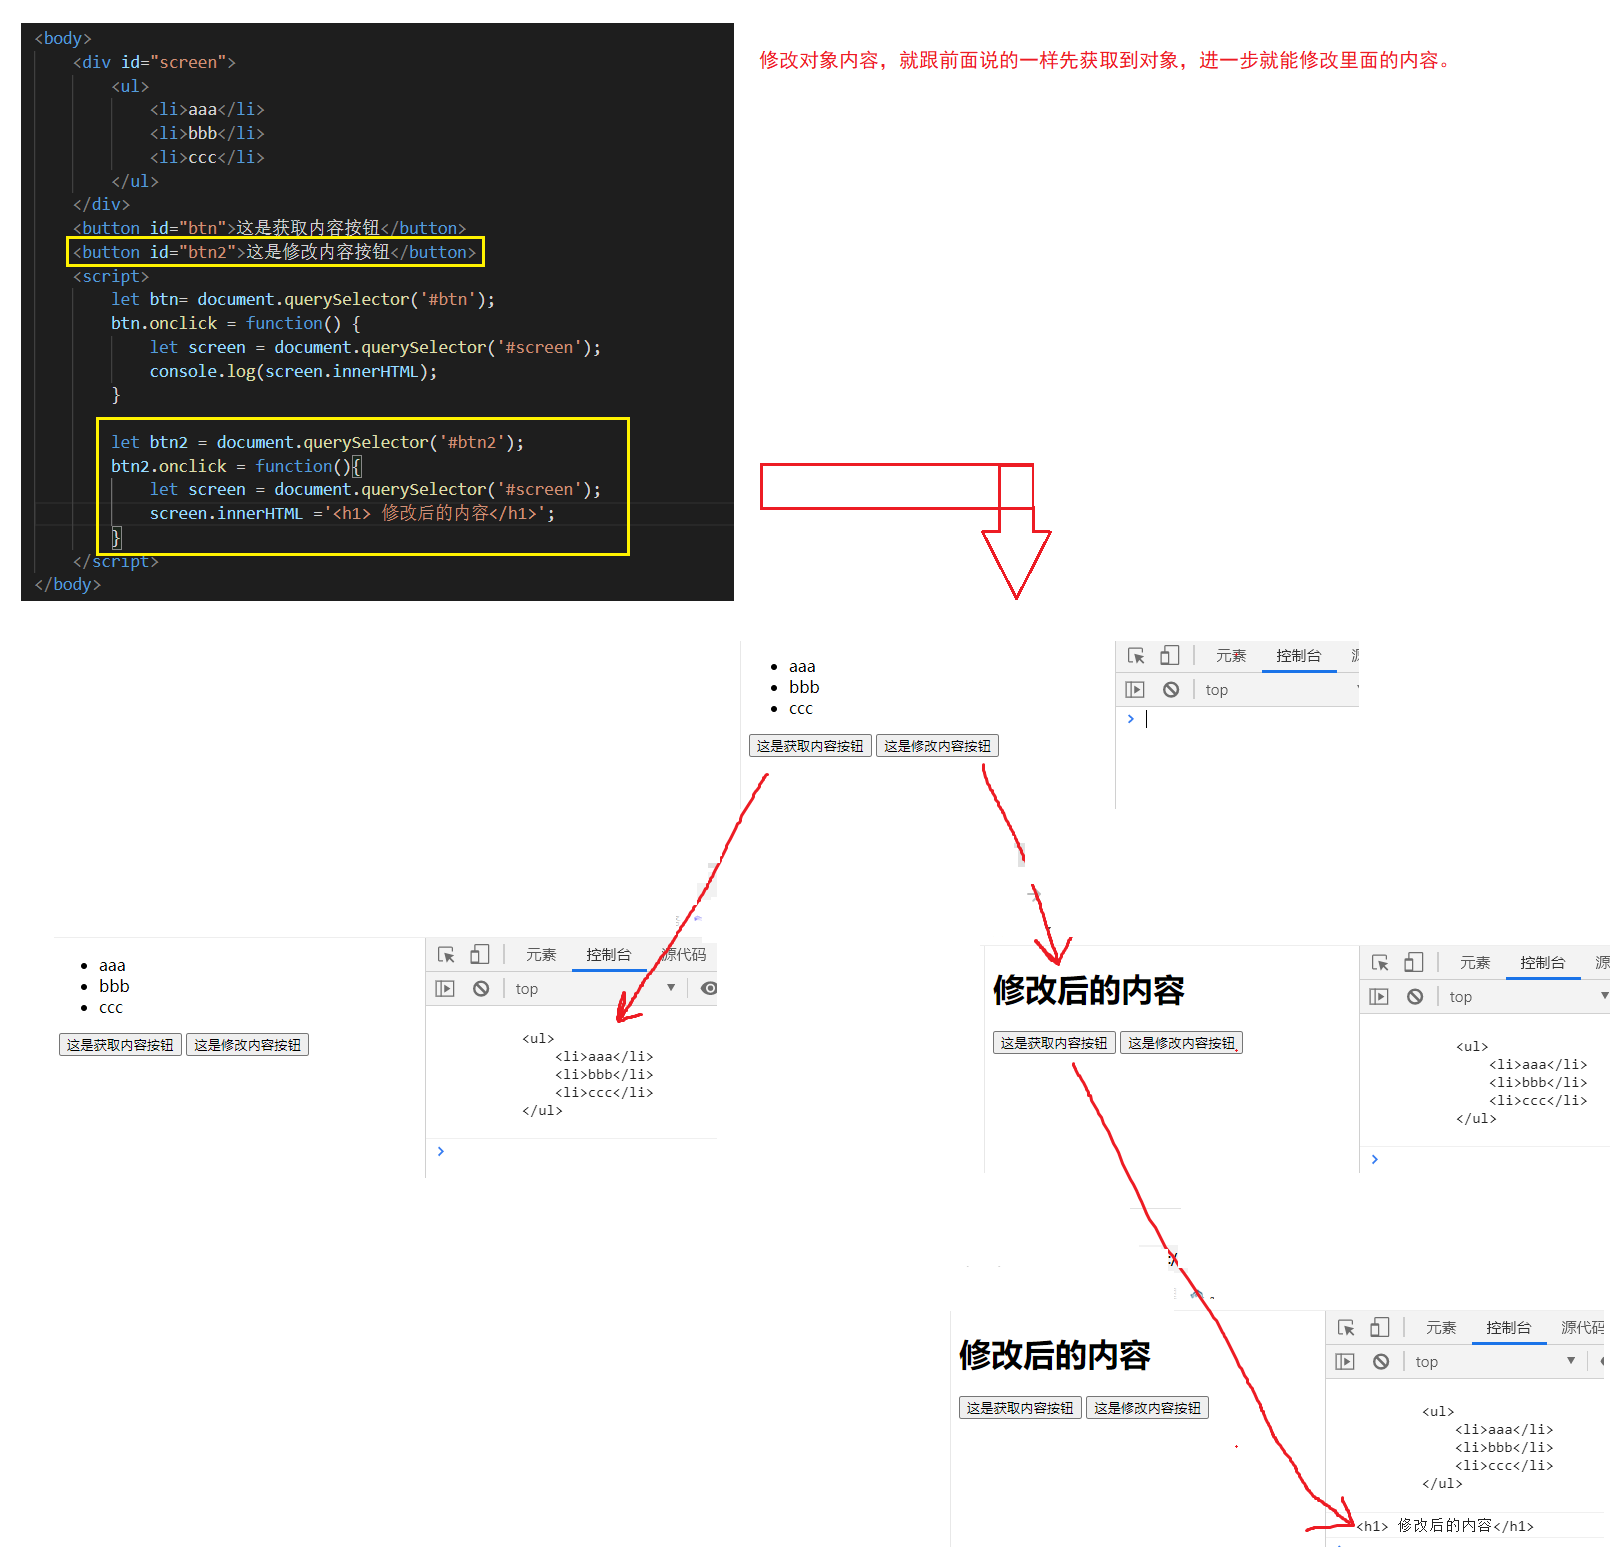 <body>
<div id="screen">
<ul>
<li>aaa</li>
<li>bbb</li>
<li>ccc</li>
</ul>
</div>
<button id="btn">这是获取内容按钮</button>
<button id="btn2">这是修改内容按钮</button>
<script>
let btn= document.querySelector('#btn');
btn.onclick = function() {
let screen = document.querySelector('#screen');
console.log(screen.innerHTML);
}
let btn2 = document.querySelector('#btn2');
btn2.onclick = function(){
let screen = document.querySelector('#screen');
screen.innerHTML ='<h1> 修改后的内容</h1>';
}
</script>
</body>
修改对象内容，就跟前面说的一样先获取到对象，进一步就能修改里面的内容。
aaa
bbb
ccc
这是获取内容按钮 这是修改内容按钮
元素 控制台
top
aaa
bbb
ccc
这是获取内容按钮 这是修改内容按钮
元素 控制台 源代码
top
<ul>
<li>aaa</li>
<li>bbb</li>
<li>ccc</li>
</ul>
修改后的内容
这是获取内容按钮 这是修改内容按钮
元素 控制台 源
top
<ul>
<li>aaa</li>
<li>bbb</li>
<li>ccc</li>
</ul>
修改后的内容
这是获取内容按钮 这是修改内容按钮
元素 控制台 源代码
top
<ul>
<li>aaa</li>
<li>bbb</li>
<li>ccc</li>
</ul>
<h1> 修改后的内容</h1>